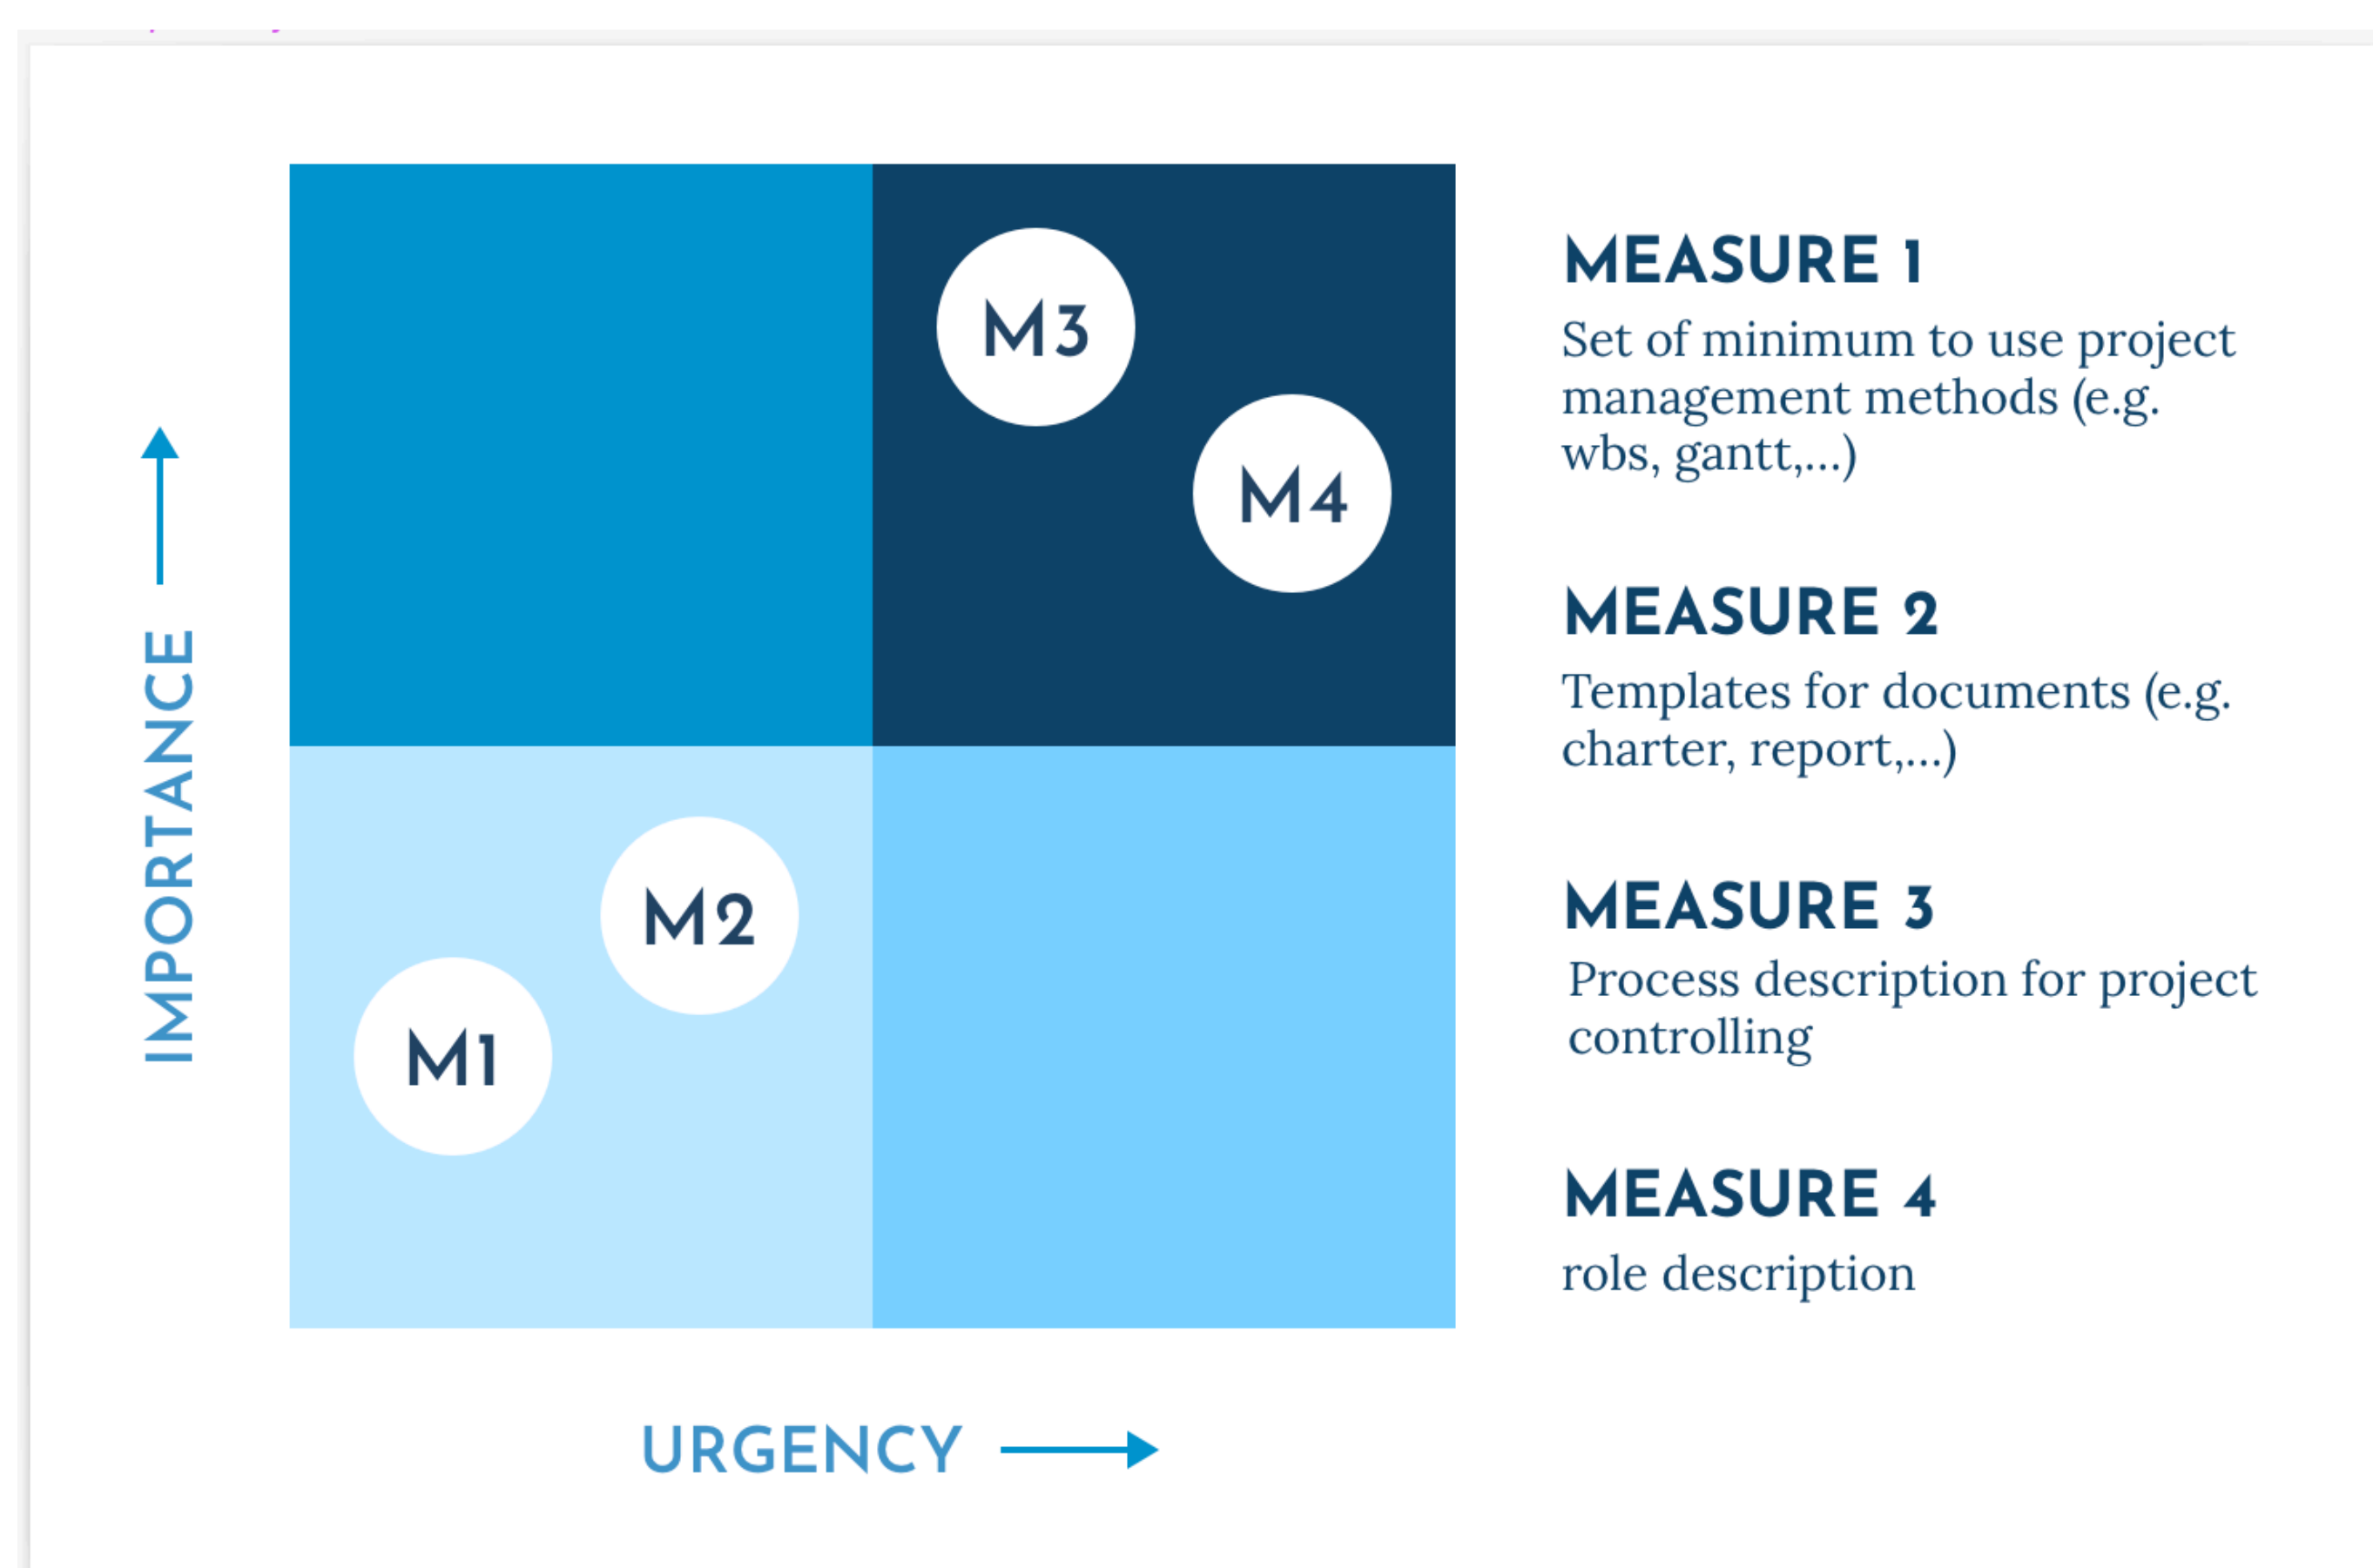 M3
M4
M2
M1
IMPORTANCE
URGENCY
MEASURE 1
Set of minimum to use project
management methods (e.g.
wbs, gantt,...)
MEASURE 2
Templates for documents (e.g.
charter, report,...)
MEASURE 3
Process description for project
controlling
MEASURE 4
role description